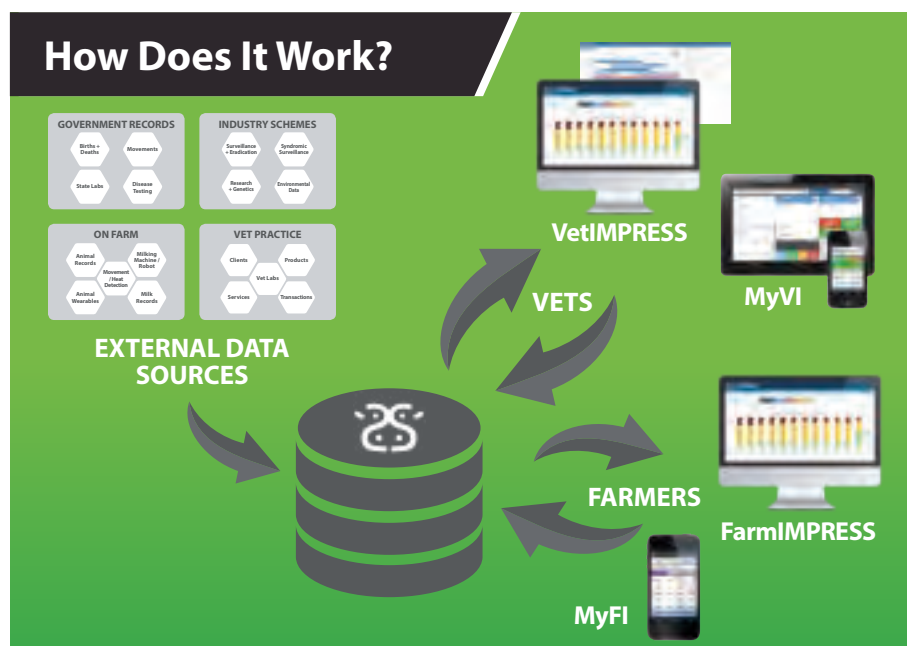 How Does It Work?
GOVERNMENT RECORDS
Births +
Deaths
Movements
State Labs
Disease
Testing
INDUSTRY SCHEMES
Surveillance
+ Eradication
Syndromic
Surveillance
Research
+ Genetics
Environmental
Data
ON FARM
Animal
Records
Milking
Machine /
Robot
Movement
/ Heat
Detection
Animal
Wearables
Milk
Records
VET PRACTICE
Clients
Products
Vet Labs
Services
Transactions
EXTERNAL DATA
SOURCES
VetIMPRESS
MyVI
VETS
FARMERS
FarmIMPRESS
MyFI